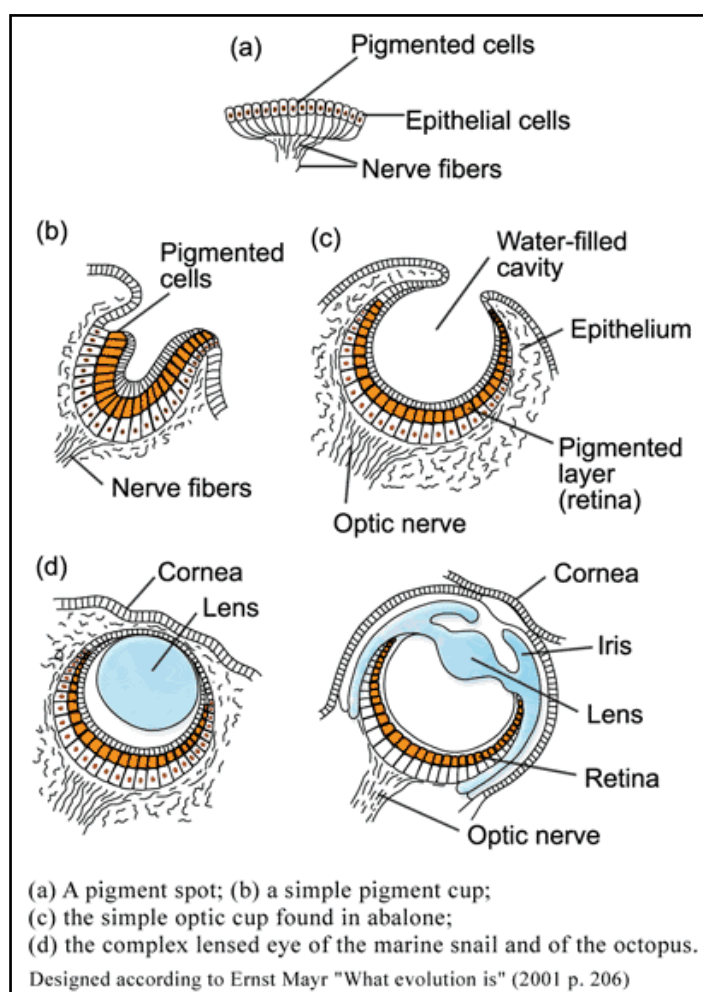 (a)
Pigmented cells
Epithelial cells
Nerve fibers
(b)
Pigmented
cells
Nerve fibers
(c)
Water-filled
cavity
Epithelium
Pigmented
layer
(retina)
Optic nerve
(d)
Cornea
Lens
Cornea
Iris
Lens
Retina
Optic nerve
(a) A pigment spot; (b) a simple pigment cup;
(c) the simple optic cup found in abalone;
(d) the complex lensed eye of the marine snail and of the octopus.
Designed according to Ernst Mayr "What evolution is" (2001 p. 206)